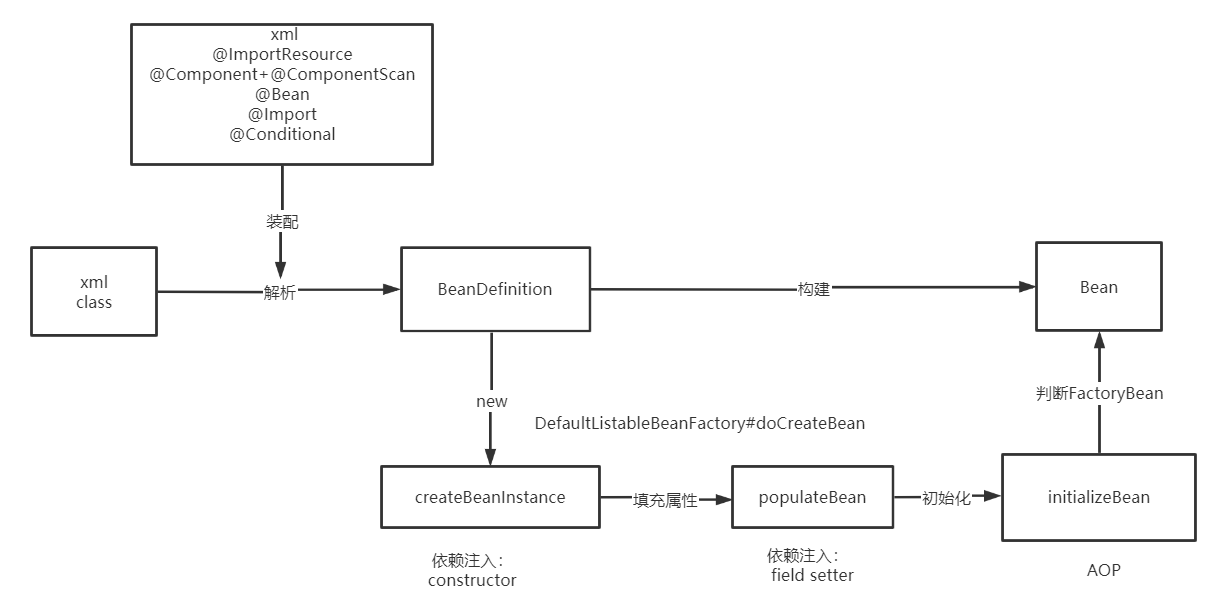 xml
@ImportResource
@Component+@ComponentScan
@Bean
@Import
@Conditional
装配
xml
class
解析
BeanDefinition
构建
Bean
new
判断FactoryBean
DefaultListableBeanFactory#doCreateBean
createBeanInstance
填充属性
populateBean
初始化
initializeBean
依赖注入：
constructor
依赖注入：
field setter
AOP